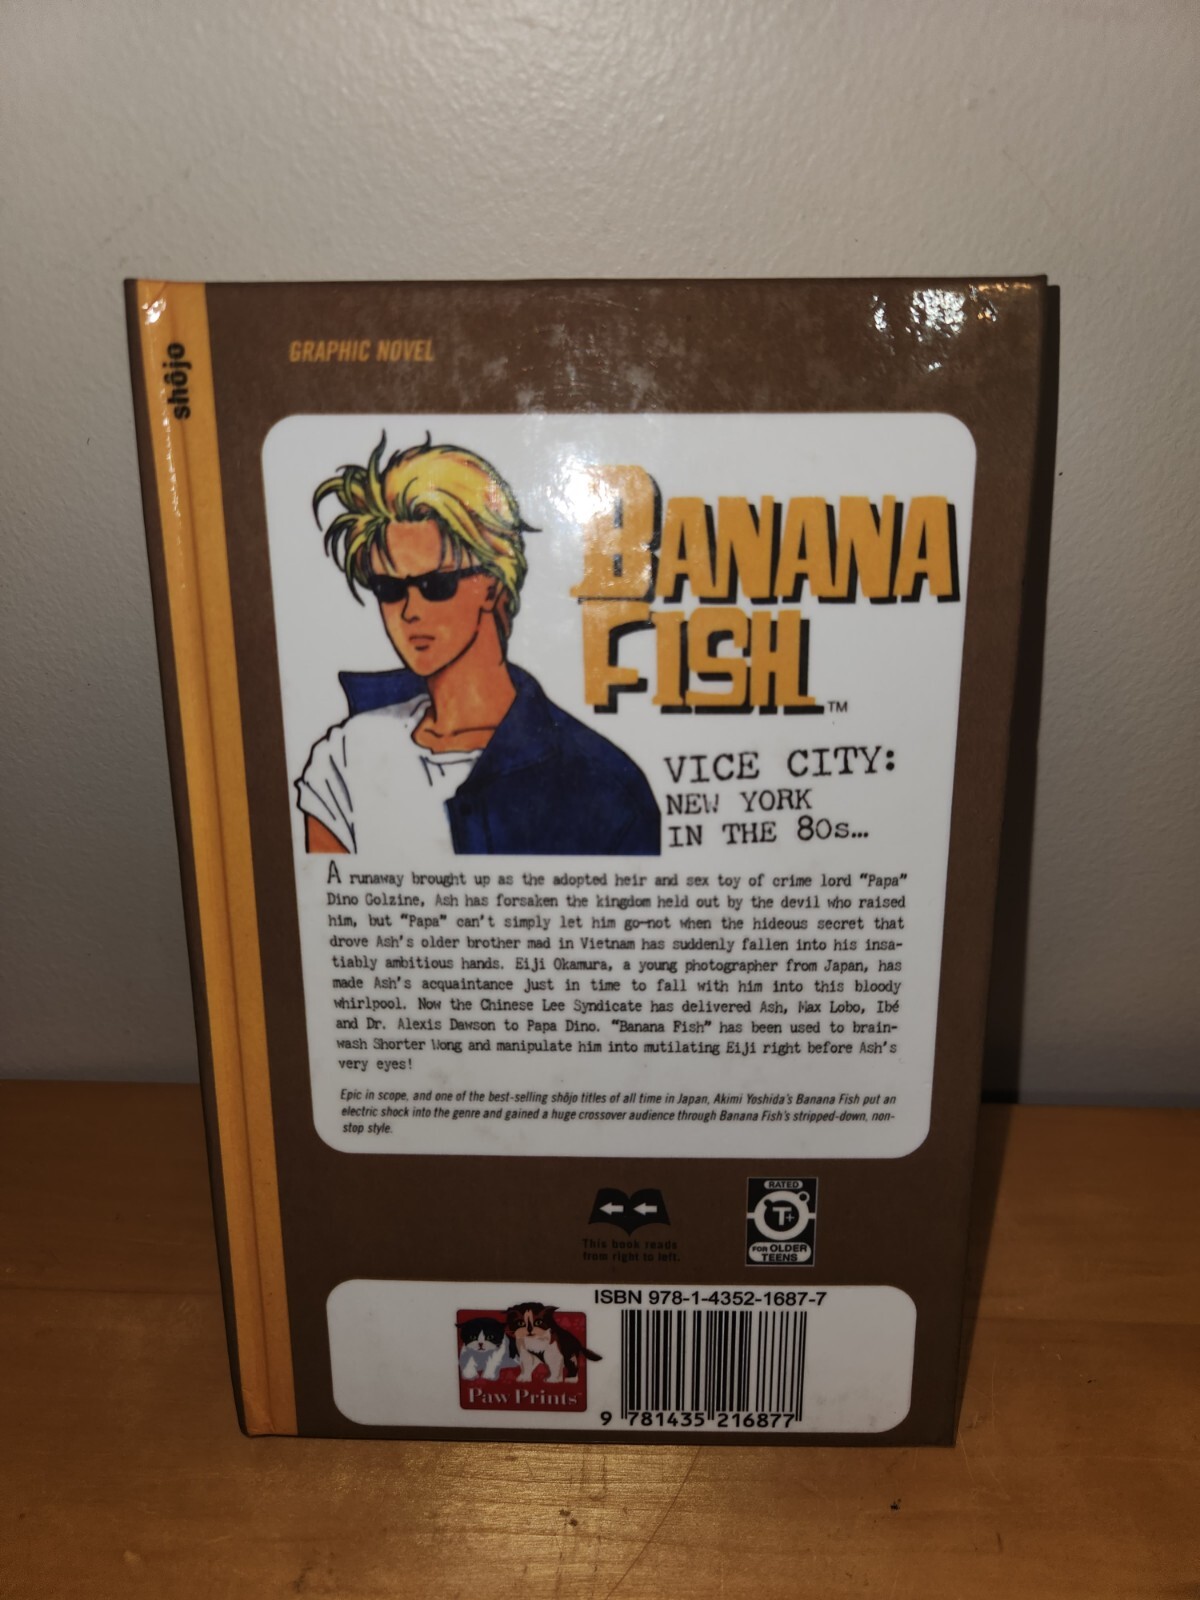 shôjo
GRAPHIC NOVEL
BANANA
FISH™
VICE CITY:
NEW YORK
IN THE 80s...
A runaway brought up as the adopted heir and sex toy of crime lord "Papa"
Dino Golzine, Ash has forsaken the kingdom held out by the devil who raised
him, but "Papa" can't simply let him go—not when the hideous secret that
drove Ash's older brother mad in Vietnam has suddenly fallen into his insa-
tiably ambitious hands. Eiji Okamura, a young photographer from Japan, has
made Ash's acquaintance just in time to fall with him into this bloody
whirlpool. Now the Chinese Lee Syndicate has delivered Ash, Max Lobo, Ibé
and Dr. Alexis Dawson to Papa Dino. "Banana Fish" has been used to brain-
wash Shorter Wong and manipulate him into mutilating Eiji right before Ash's
very eyes!
Epic in scope, and one of the best-selling shôjo titles of all time in Japan, Akimi Yoshida's Banana Fish put an
electric shock into the genre and gained a huge crossover audience through Banana Fish's stripped-down, non-
stop style.
This book reads
from right to left.
RATED
T+
FOR OLDER
TEENS
ISBN 978-1-4352-1687-7
Paw Prints™
9 781435 216877